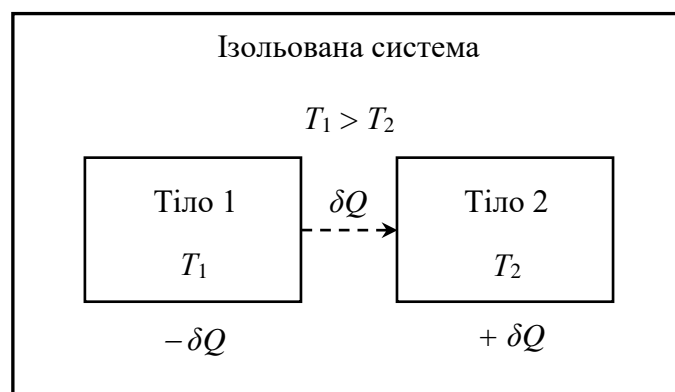 Ізольована система
T₁ > T₂
Тіло 1
δQ
Тіло 2
T₁
T₂
−δQ
+ δQ